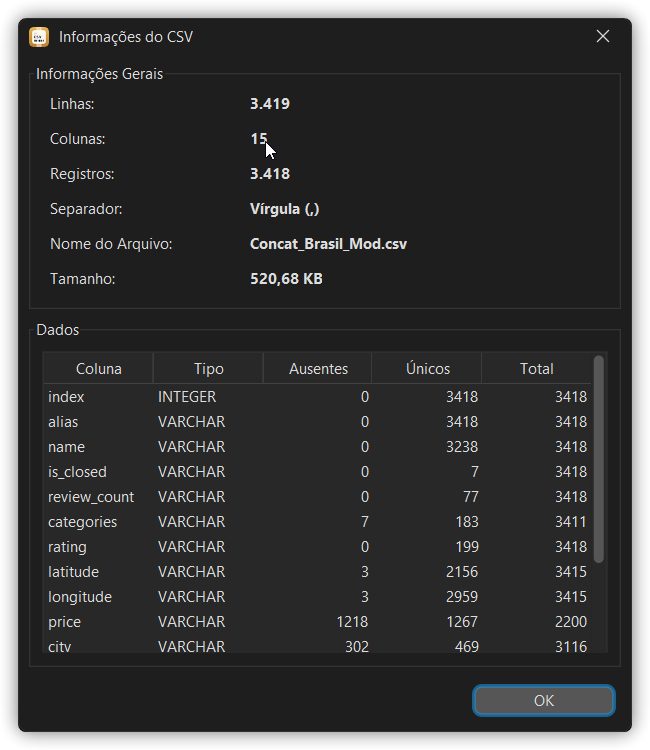 Informações do CSV
Informações Gerais
Linhas: 3.419
Colunas: 15
Registros: 3.418
Separador: Vírgula (,)
Nome do Arquivo: Concat_Brasil_Mod.csv
Tamanho: 520,68 KB
Dados
Coluna Tipo Ausentes Únicos Total
index INTEGER 0 3418 3418
alias VARCHAR 0 3418 3418
name VARCHAR 0 3238 3418
is_closed VARCHAR 0 7 3418
review_count VARCHAR 0 77 3418
categories VARCHAR 7 183 3411
rating VARCHAR 0 199 3418
latitude VARCHAR 3 2156 3415
longitude VARCHAR 3 2959 3415
price VARCHAR 1218 1267 2200
city VARCHAR 302 469 3116
OK